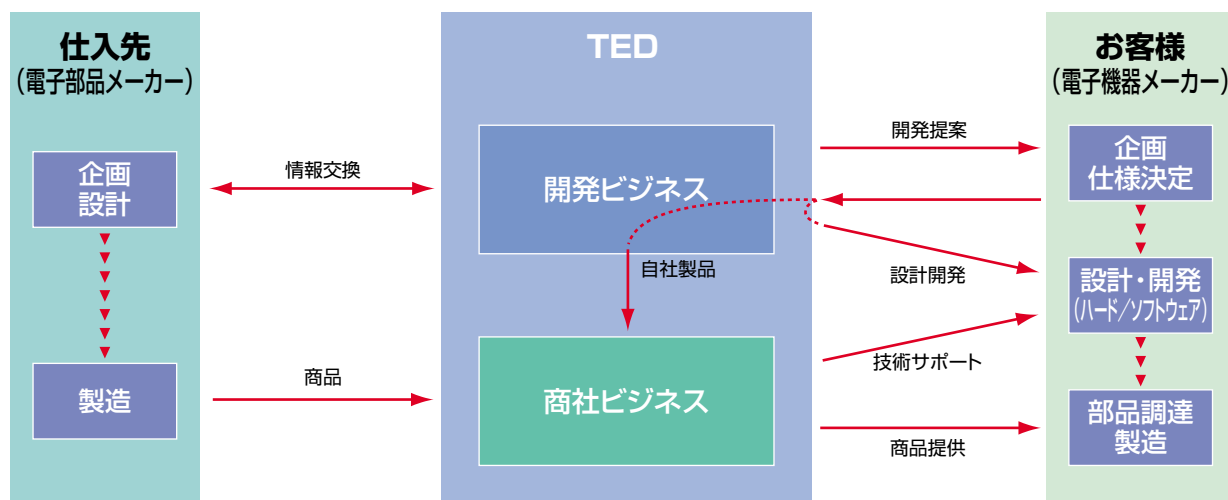 仕入先
（電子部品メーカー）
企画
設計
製造
情報交換
商品
TED
開発ビジネス
自社製品
商社ビジネス
開発提案
設計開発
技術サポート
商品提供
お客様
（電子機器メーカー）
企画
仕様決定
設計・開発
（ハード／ソフトウェア）
部品調達
製造